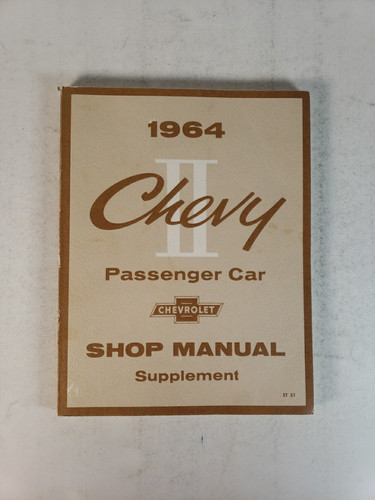 1964
II
Chevy
Passenger Car
CHEVROLET
SHOP MANUAL
Supplement